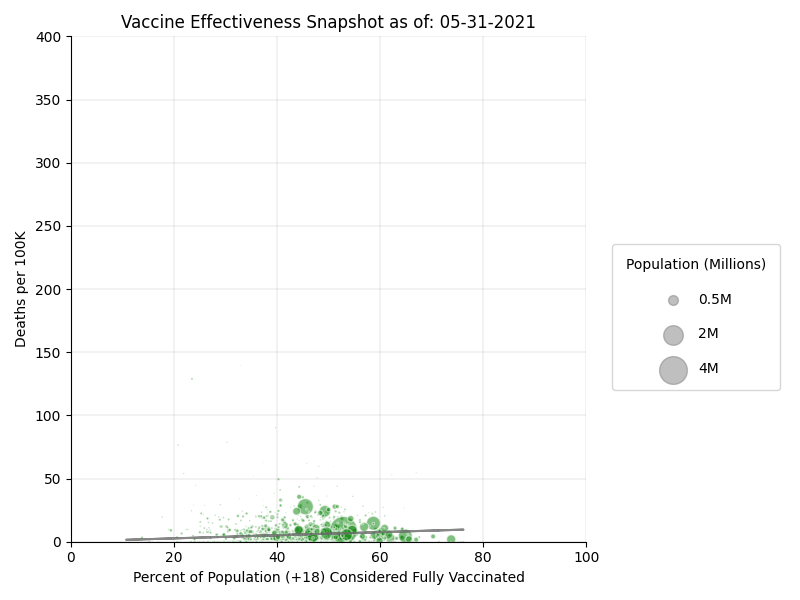 Vaccine Effectiveness Snapshot as of: 05-31-2021
400
350
300
250
200
150
100
50
0
Deaths per 100K
0 20 40 60 80 100
Percent of Population (+18) Considered Fully Vaccinated
Population (Millions)
0.5M
2M
4M